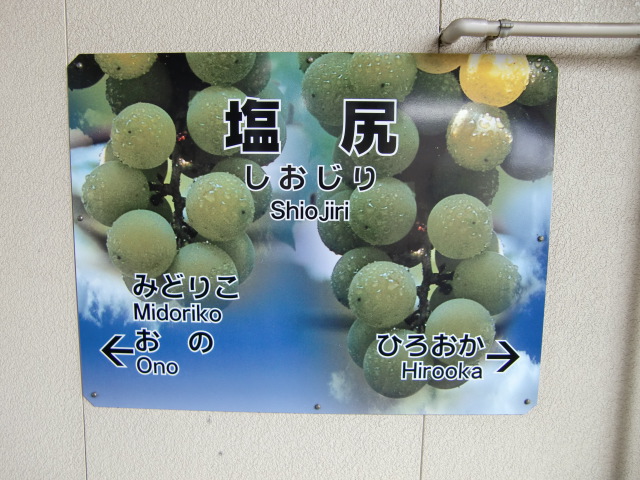 塩 尻
しおじり
Shiojiri
みどりこ
Midoriko
← お の
Ono
ひろおか →
Hirooka